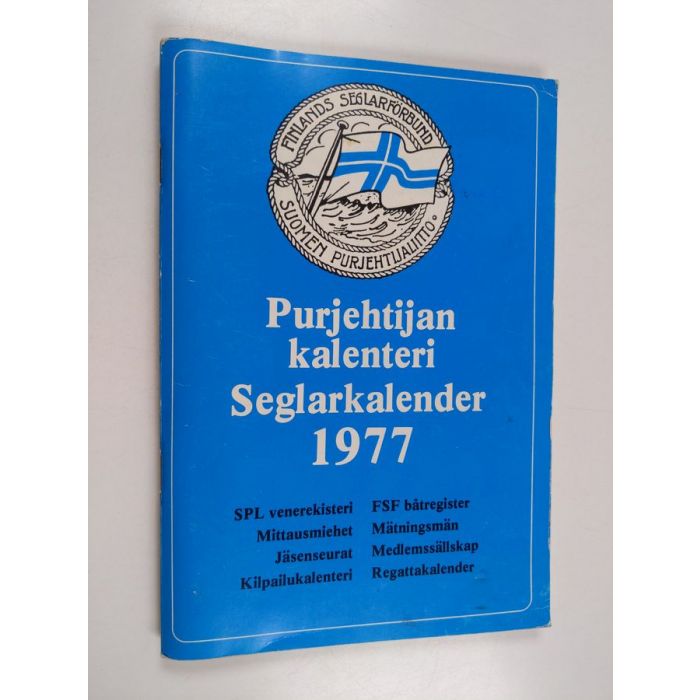 FINLANDS SEGLARFÖRBUND
SUOMEN PURJEHTIJALIITTO
Purjehtijan
kalenteri
Seglarkalender
1977
SPL venerekisteri FSF båtregister
Mittausmiehet Mätningsmän
Jäsenseurat Medlemssällskap
Kilpailukalenteri Regattakalender